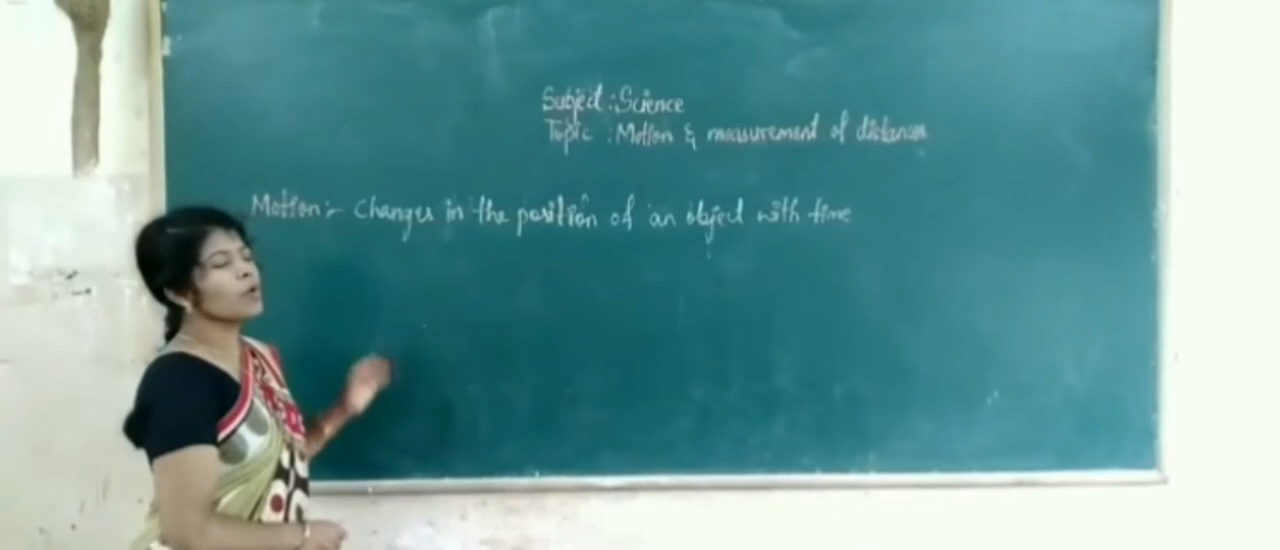 Subject : Science
Topic : Motion & measurement of distances
Motion :- Changes in the position of an object with time